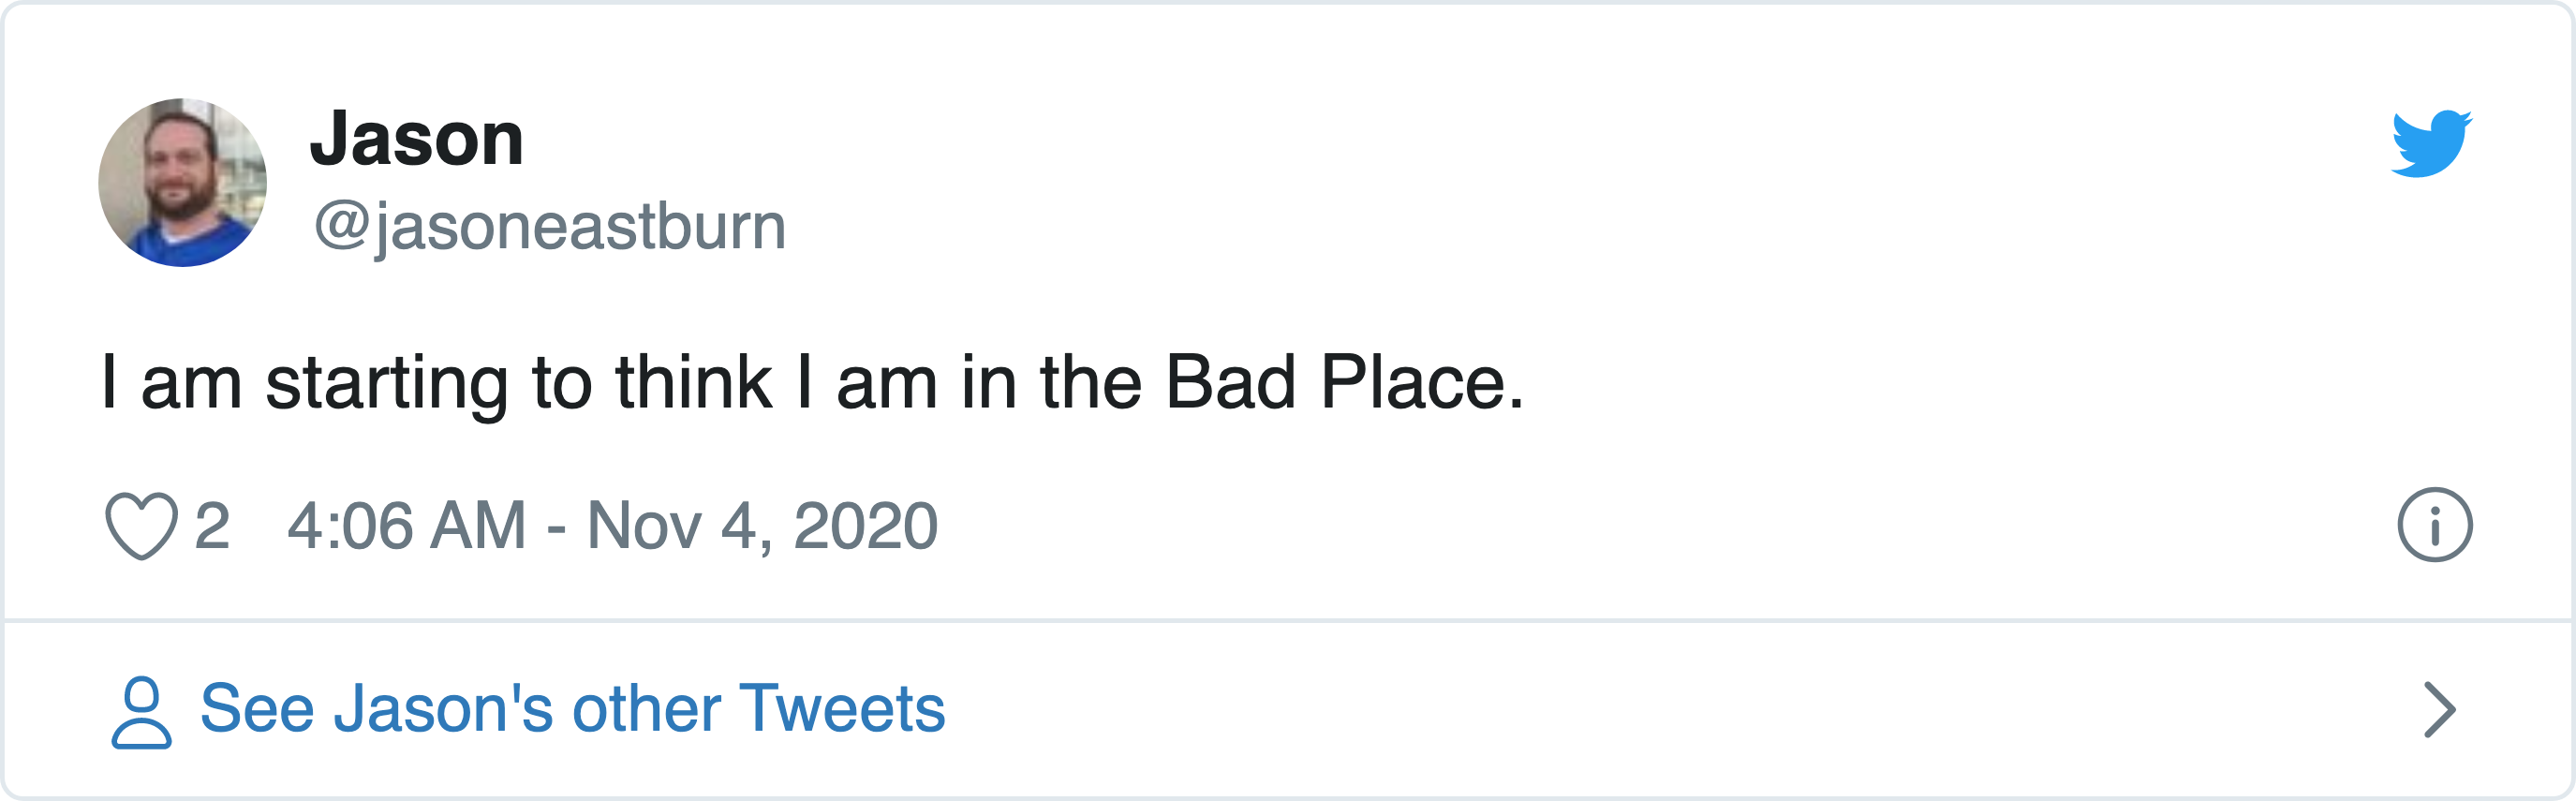 Jason
@jasoneastburn
I am starting to think I am in the Bad Place.
2 4:06 AM - Nov 4, 2020
See Jason's other Tweets